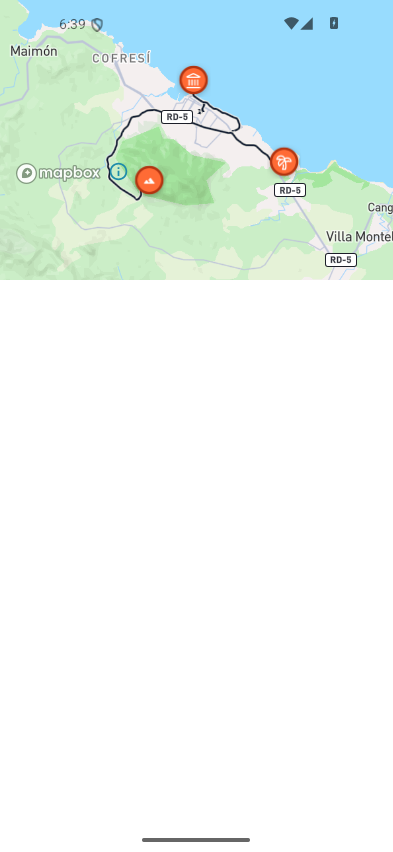 6:39
Maimón
COFRESÍ
RD-5
mapbox
RD-5
Cang
Villa Montel
RD-5